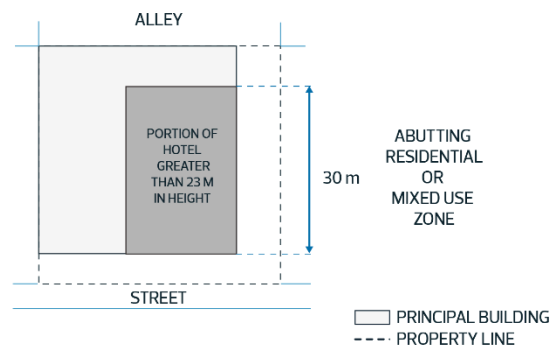 ALLEY
PORTION OF
HOTEL
GREATER
THAN 23 M
IN HEIGHT
30 m
ABUTTING
RESIDENTIAL
OR
MIXED USE
ZONE
STREET
PRINCIPAL BUILDING
PROPERTY LINE